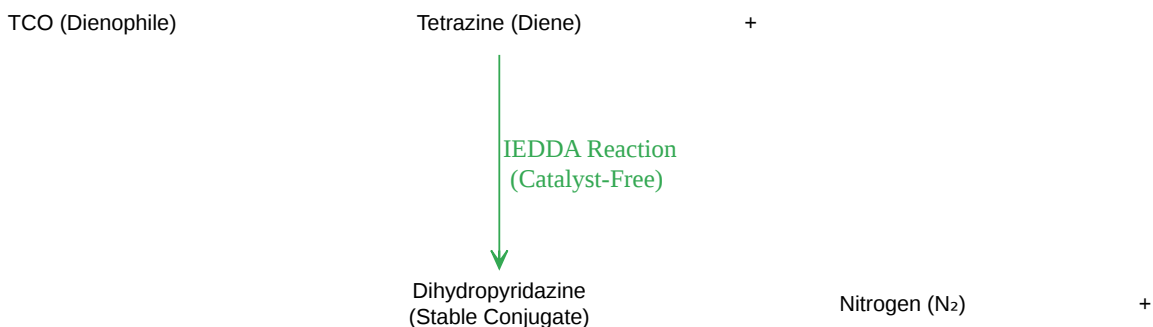 TCO (Dienophile) Tetrazine (Diene) +
IEDDA Reaction
(Catalyst-Free)
Dihydropyridazine
(Stable Conjugate)
Nitrogen (N₂) +